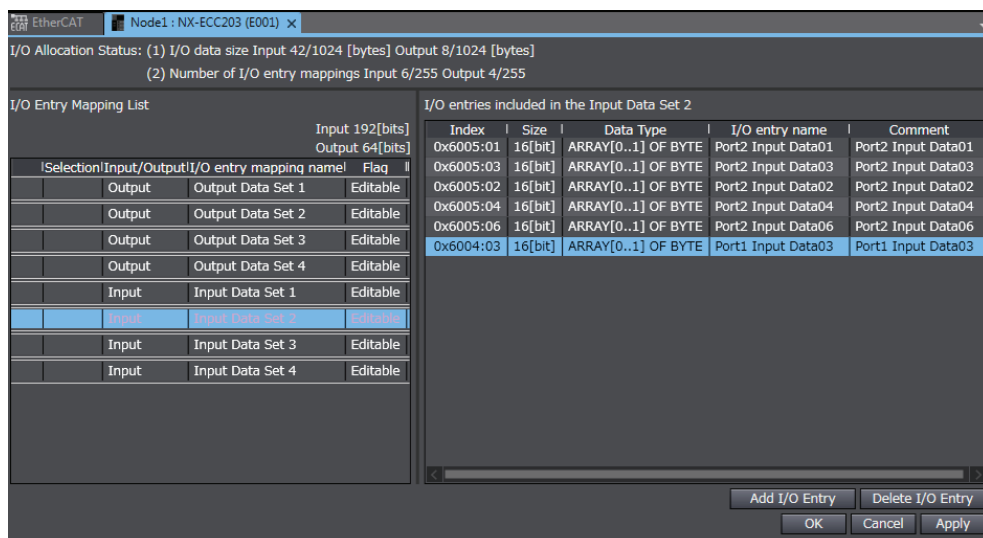 EtherCAT Node1 : NX-ECC203 (E001) ×
I/O Allocation Status: (1) I/O data size Input 42/1024 [bytes] Output 8/1024 [bytes]
(2) Number of I/O entry mappings Input 6/255 Output 4/255
I/O Entry Mapping List
Input 192[bits]
Output 64[bits]
Selection Input/Output I/O entry mapping name Flag
Output Output Data Set 1 Editable
Output Output Data Set 2 Editable
Output Output Data Set 3 Editable
Output Output Data Set 4 Editable
Input Input Data Set 1 Editable
Input Input Data Set 2 Editable
Input Input Data Set 3 Editable
Input Input Data Set 4 Editable
I/O entries included in the Input Data Set 2
Index Size Data Type I/O entry name Comment
0x6005:01 16[bit] ARRAY[0..1] OF BYTE Port2 Input Data01 Port2 Input Data01
0x6005:03 16[bit] ARRAY[0..1] OF BYTE Port2 Input Data03 Port2 Input Data03
0x6005:02 16[bit] ARRAY[0..1] OF BYTE Port2 Input Data02 Port2 Input Data02
0x6005:04 16[bit] ARRAY[0..1] OF BYTE Port2 Input Data04 Port2 Input Data04
0x6005:06 16[bit] ARRAY[0..1] OF BYTE Port2 Input Data06 Port2 Input Data06
0x6004:03 16[bit] ARRAY[0..1] OF BYTE Port1 Input Data03 Port1 Input Data03
Add I/O Entry Delete I/O Entry
OK Cancel Apply